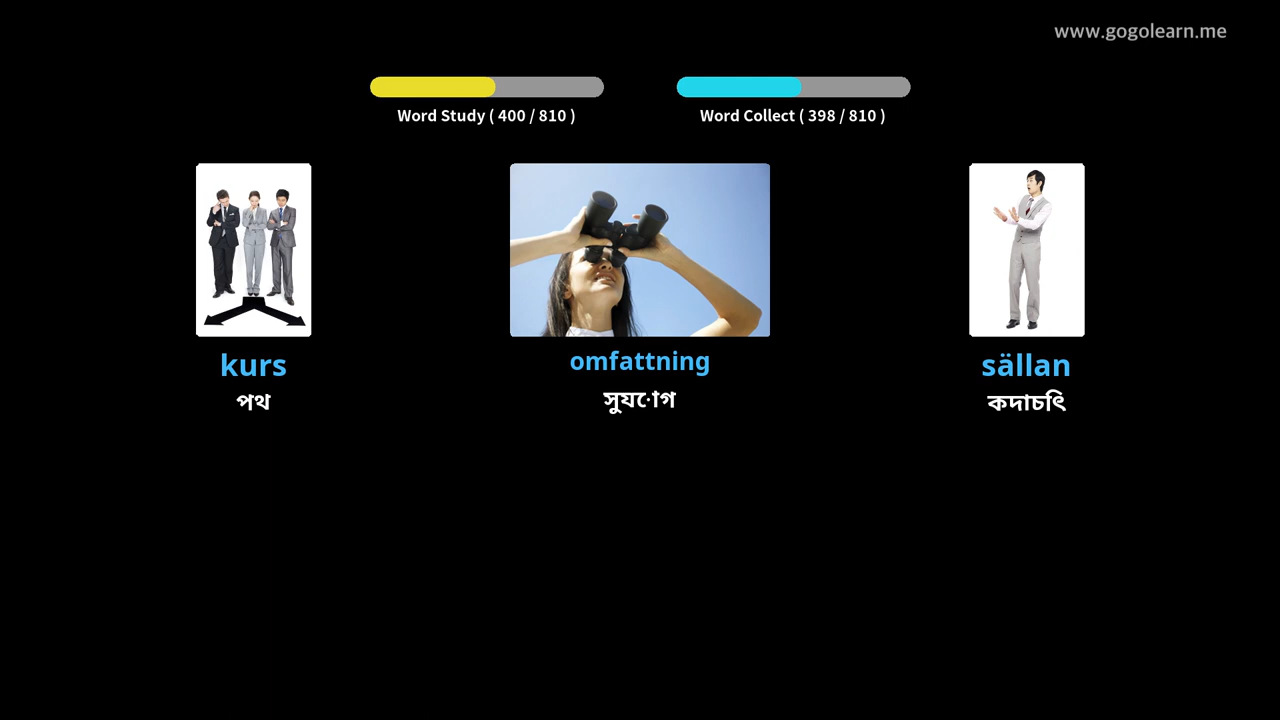 www.gogolearn.me
Word Study ( 400 / 810 )
Word Collect ( 398 / 810 )
kurs
পথ
omfattning
সুযোগ
sällan
কদাচিৎ